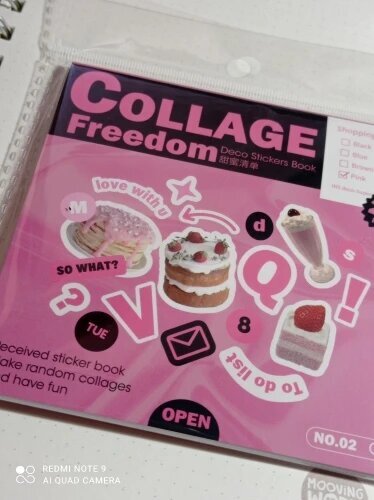 COLLAGE
Freedom
Deco Stickers Book
甜蜜清单
Shopping
Black
Blue
Brown
Pink
love with u
M
d
s
SO WHAT?
?
V
Q
!
TUE
8
To do list
eceived sticker book
ake random collages
d have fun
OPEN
NO.02
MOOVING
REDMI NOTE 9
AI QUAD CAMERA